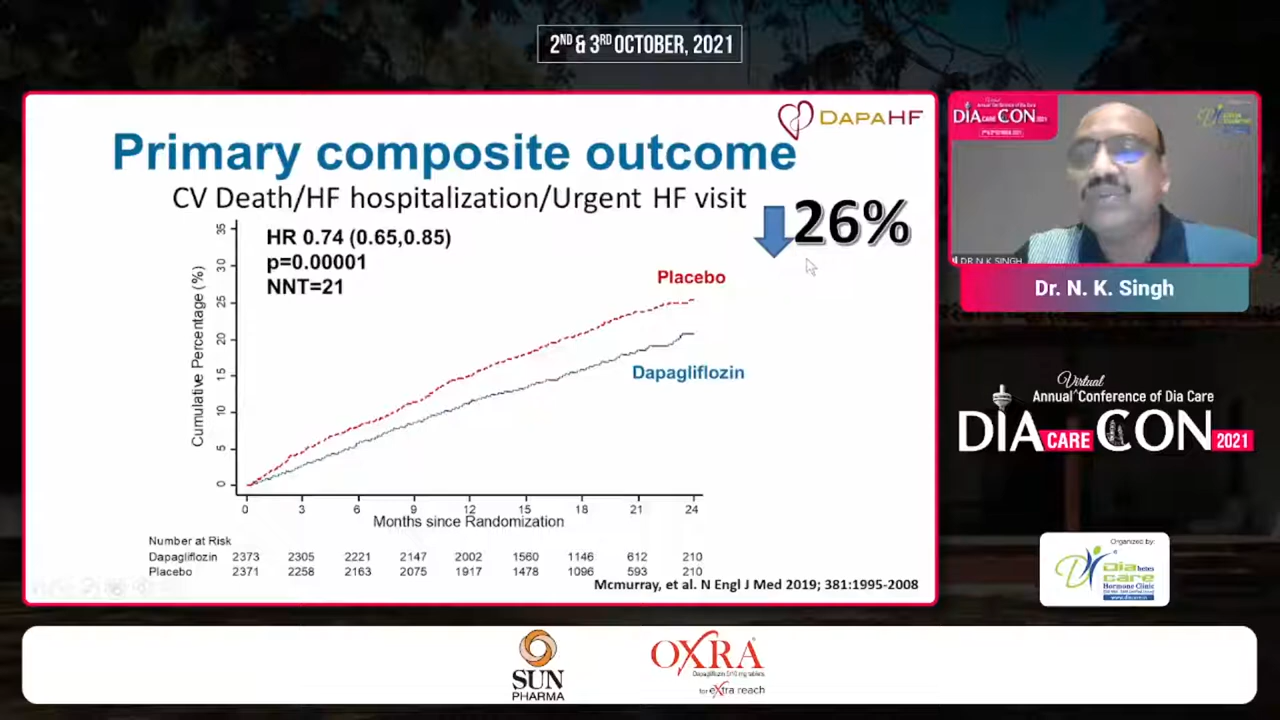 2ND & 3RD OCTOBER, 2021
DAPAHF
Primary composite outcome
CV Death/HF hospitalization/Urgent HF visit
26%
HR 0.74 (0.65,0.85)
p=0.00001
NNT=21
Placebo
Dapagliflozin
Cumulative Percentage (%)
35
30
25
20
15
10
5
0
0 3 6 9 12 15 18 21 24
Months since Randomization
Number at Risk
Dapagliflozin 2373 2305 2221 2147 2002 1560 1146 612 210
Placebo 2371 2258 2163 2075 1917 1478 1096 593 210
Mcmurray, et al. N Engl J Med 2019; 381:1995-2008
DIA CARE CON 2021
DR N K SINGH
Dr. N. K. Singh
Virtual
Annual Conference of Dia Care
DIA CARE CON 2021
Organized by:
Diabetes
care
Hormone Clinic
SUN
PHARMA
OXRA
Dapagliflozin 5/10 mg tablets
for eXtra reach